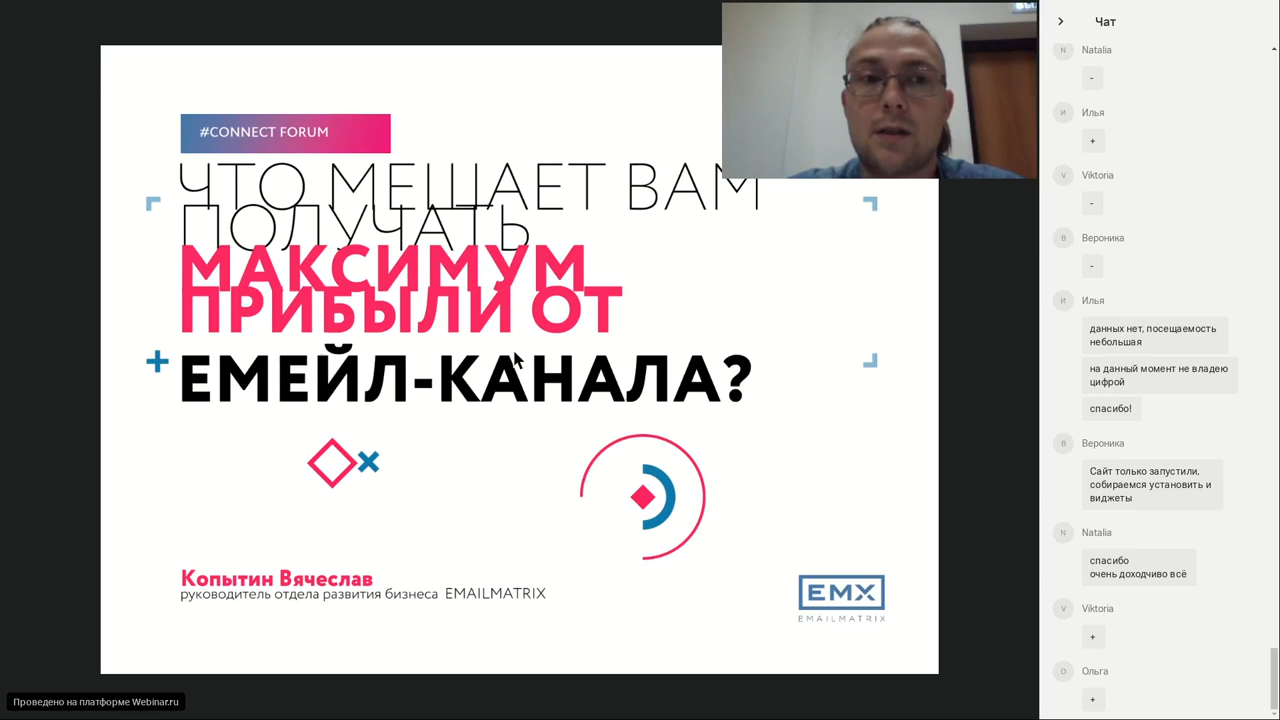 #CONNECT FORUM
ЧТО МЕШАЕТ ВАМ
ПОЛУЧАТЬ
МАКСИМУМ
ПРИБЫЛИ ОТ
ЕМЕЙЛ-КАНАЛА?
Копытин Вячеслав
руководитель отдела развития бизнеса EMAILMATRIX
EMX
EMAILMATRIX
Проведено на платформе Webinar.ru
Чат
N Natalia
-
И Илья
+
V Viktoria
-
В Вероника
-
И Илья
данных нет, посещаемость
небольшая
на данный момент не владею
цифрой
спасибо!
В Вероника
Сайт только запустили,
собираемся установить и
виджеты
N Natalia
спасибо
очень доходчиво всё
V Viktoria
+
О Ольга
+